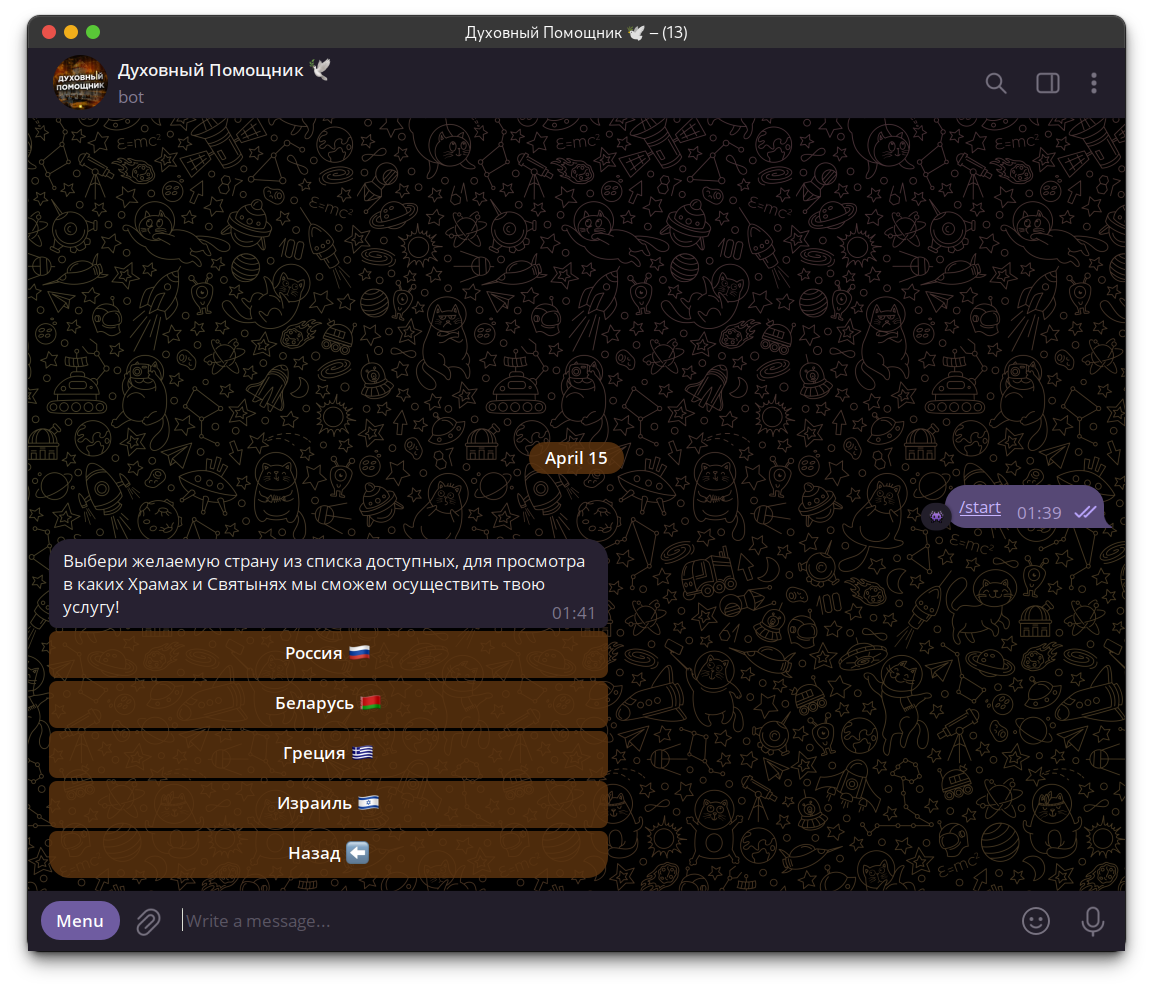 Духовный Помощник 🕊 – (13)
ДУХОВНЫЙ
ПОМОЩНИК
Духовный Помощник 🕊
bot
April 15
/start 01:39
Выбери желаемую страну из списка доступных, для просмотра
в каких Храмах и Святынях мы сможем осуществить твою
услугу!
01:41
Россия 🇷🇺
Беларусь 🇧🇾
Греция 🇬🇷
Израиль 🇮🇱
Назад ⬅️
Menu
Write a message...